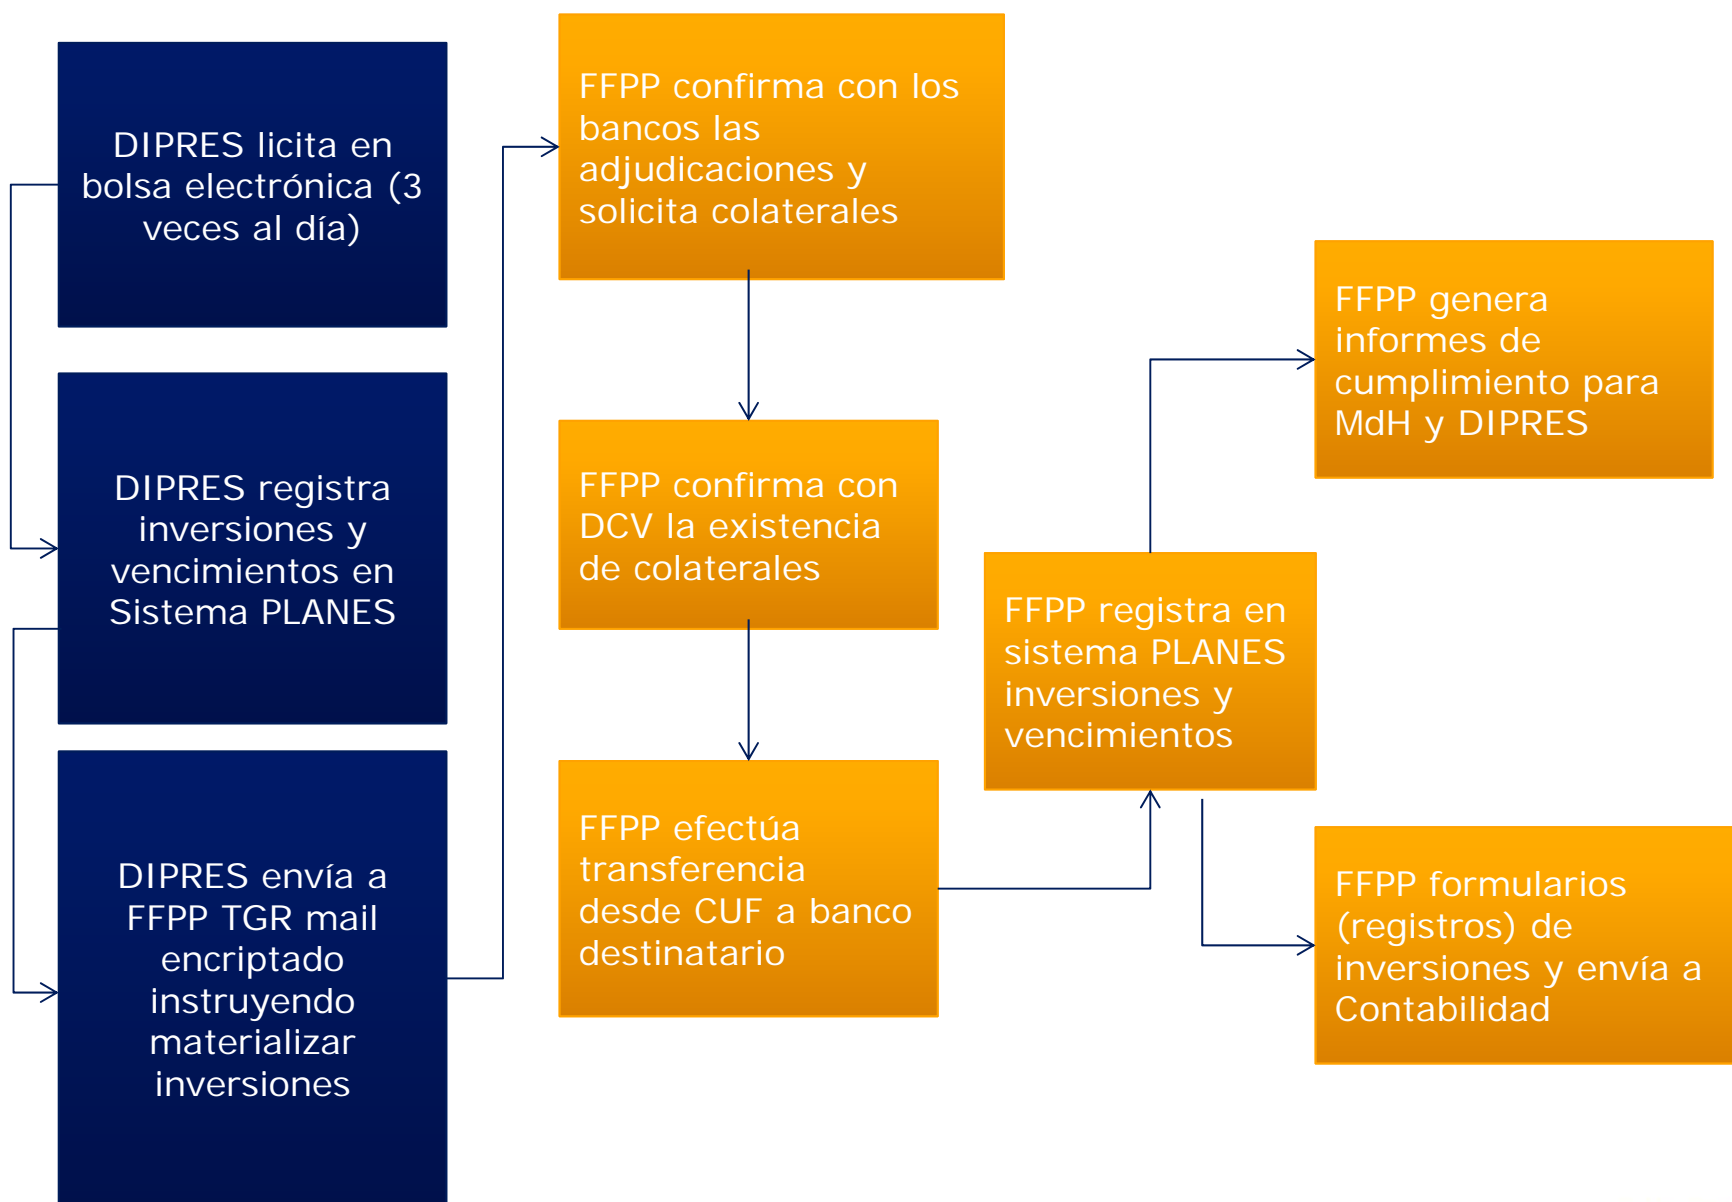 DIPRES licita en
bolsa electrónica (3
veces al día)
DIPRES registra
inversiones y
vencimientos en
Sistema PLANES
DIPRES envía a
FFPP TGR mail
encriptado
instruyendo
materializar
inversiones
FFPP confirma con los
bancos las
adjudicaciones y
solicita colaterales
FFPP confirma con
DCV la existencia
de colaterales
FFPP efectúa
transferencia
desde CUF a banco
destinatario
FFPP registra en
sistema PLANES
inversiones y
vencimientos
FFPP genera
informes de
cumplimiento para
MdH y DIPRES
FFPP formularios
(registros) de
inversiones y envía a
Contabilidad